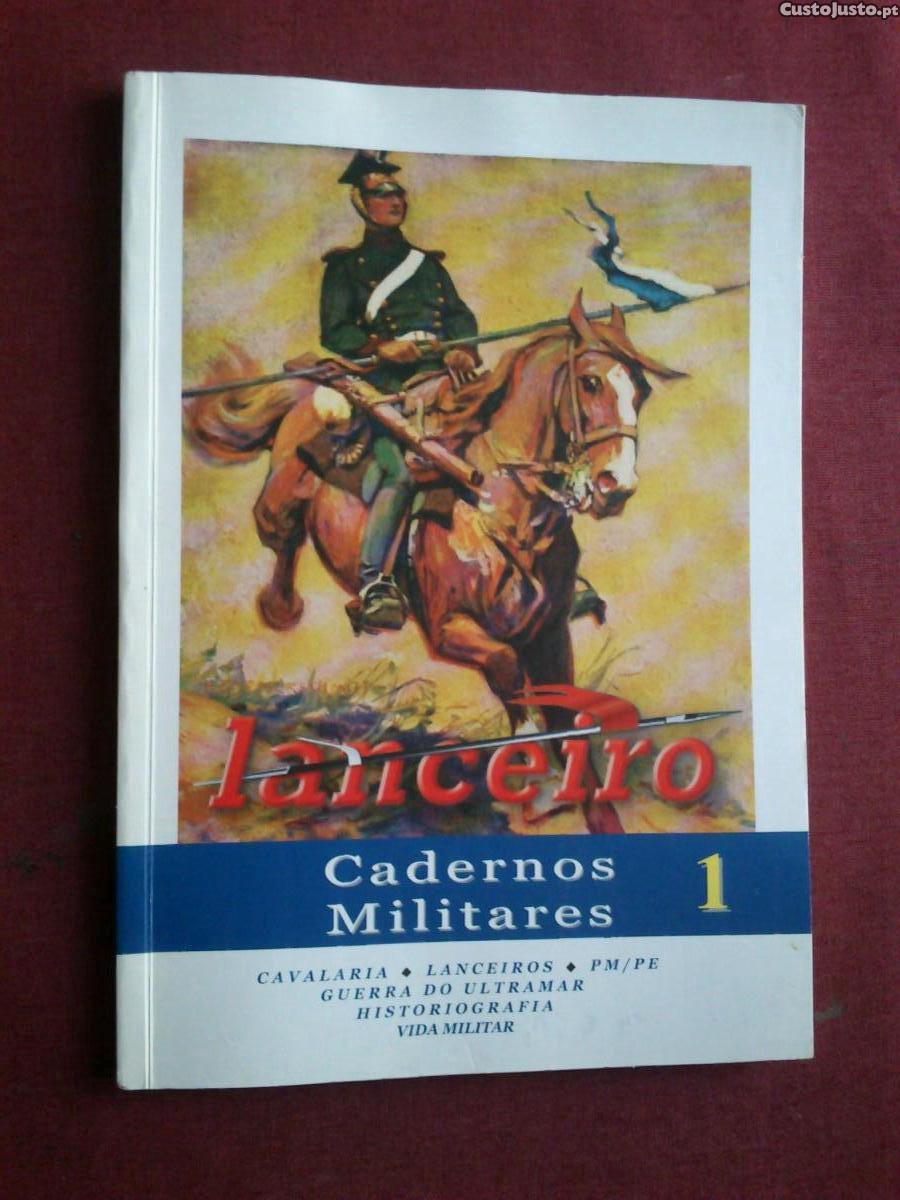 CustoJusto.pt
lanceiro
Cadernos
Militares
1
CAVALARIA ◆ LANCEIROS ◆ PM/PE
GUERRA DO ULTRAMAR
HISTORIOGRAFIA
VIDA MILITAR